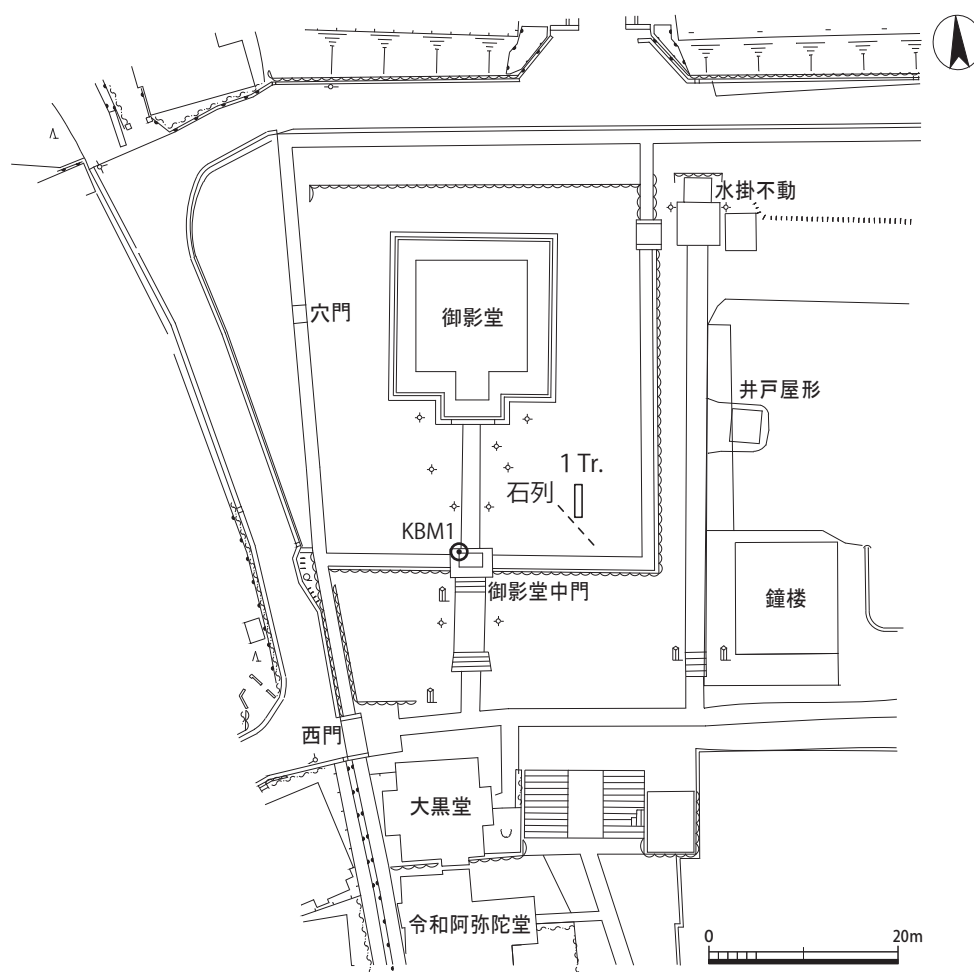 水掛不動
穴門
御影堂
井戸屋形
1 Tr.
石列
KBM1
御影堂中門
鐘楼
西門
大黒堂
令和阿弥陀堂
0
20m